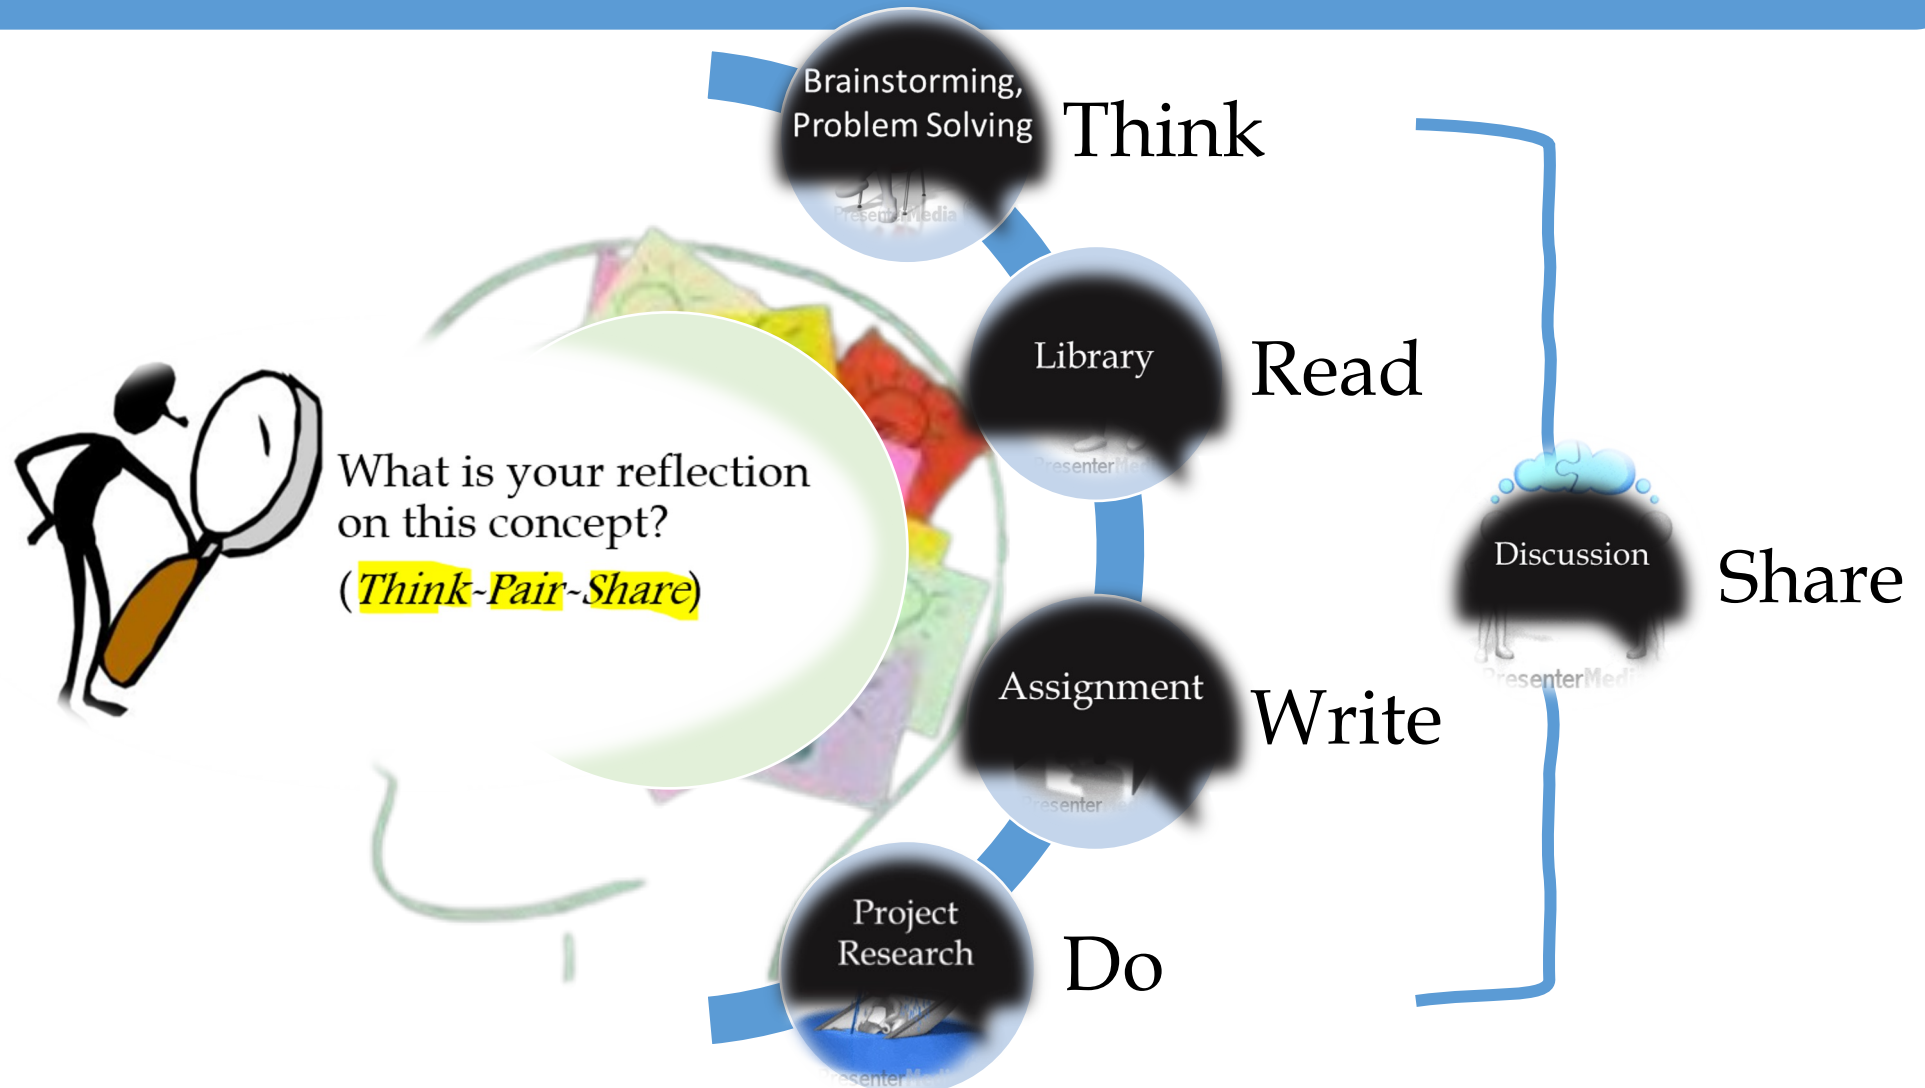 Brainstorming,
Problem Solving
Think
Library
Read
What is your reflection
on this concept?
(Think-Pair-Share)
Discussion
Share
Assignment
Write
Project
Research
Do
PresenterMedia